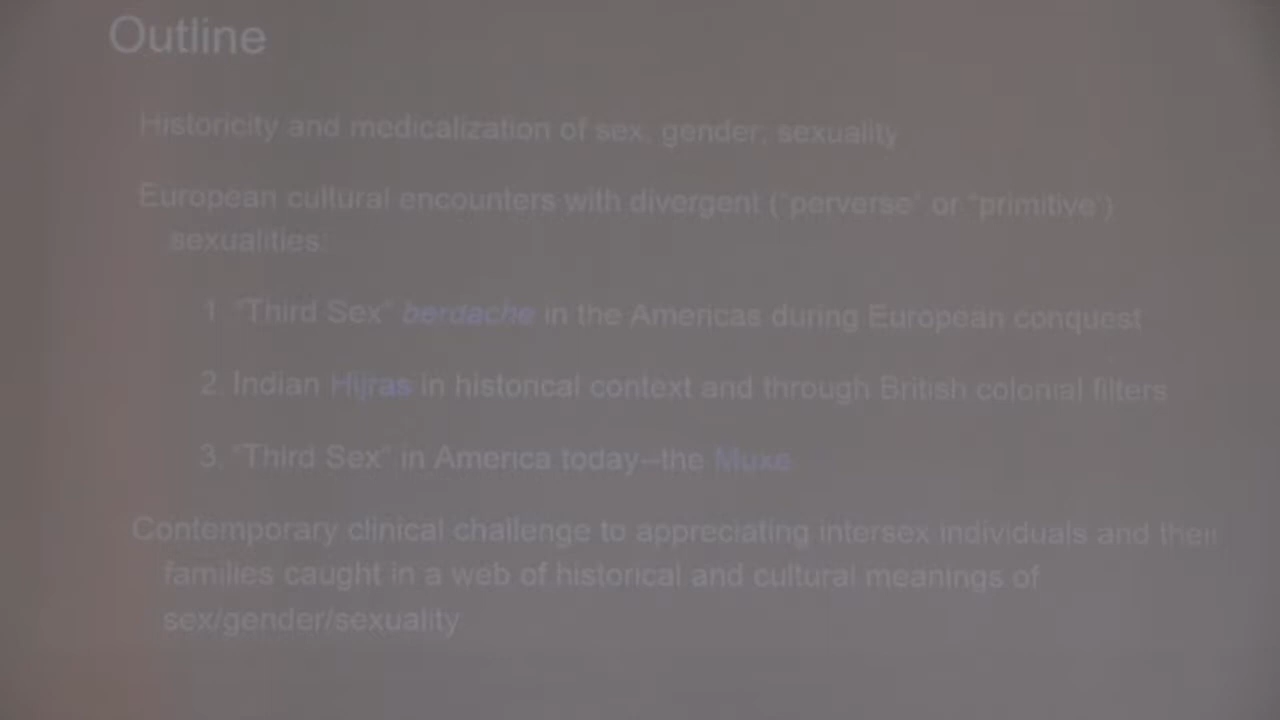 Outline
Historicity and medicalization of sex, gender, sexuality
European cultural encounters with divergent ("perverse" or "primitive")
sexualities:
1. "Third Sex" berdache in the Americas during European conquest
2. Indian Hijras in historical context and through British colonial filters
3. "Third Sex" in America today--the Muxe
Contemporary clinical challenge to appreciating intersex individuals and their
families caught in a web of historical and cultural meanings of
sex/gender/sexuality